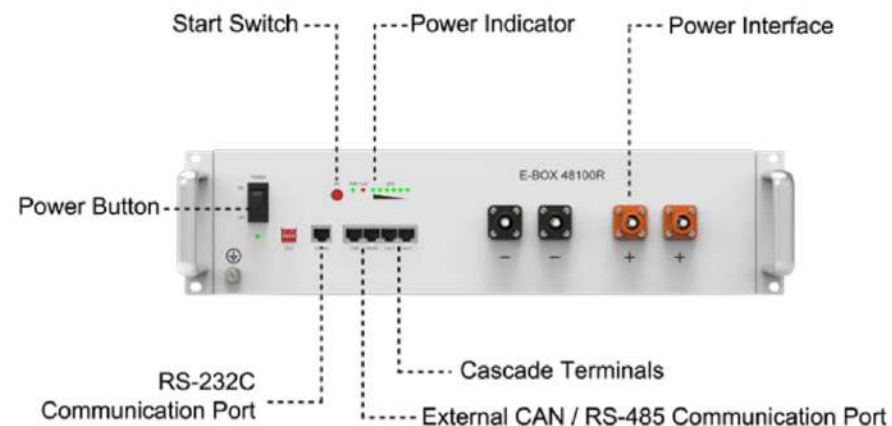 Start Switch
Power Indicator
Power Interface
E-BOX 48100R
Power Button
− − + +
RS-232C
Communication Port
Cascade Terminals
External CAN / RS-485 Communication Port